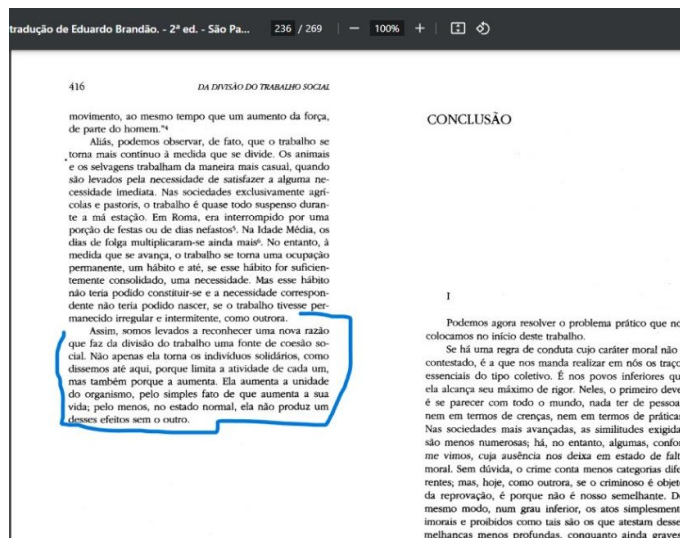 tradução de Eduardo Brandão. - 2ª ed. - São Pa...
236 / 269
100%
416
DA DIVISÃO DO TRABALHO SOCIAL
movimento, ao mesmo tempo que um aumento da força,
de parte do homem."⁴
Aliás, podemos observar, de fato, que o trabalho se
torna mais contínuo à medida que se divide. Os animais
e os selvagens trabalham da maneira mais casual, quando
são levados pela necessidade de satisfazer a alguma ne-
cessidade imediata. Nas sociedades exclusivamente agrí-
colas e pastoris, o trabalho é quase todo suspenso duran-
te a má estação. Em Roma, era interrompido por uma
porção de festas ou de dias nefastos⁵. Na Idade Média, os
dias de folga multiplicaram-se ainda mais⁶. No entanto, à
medida que se avança, o trabalho se torna uma ocupação
permanente, um hábito e até, se esse hábito for suficien-
temente consolidado, uma necessidade. Mas esse hábito
não teria podido constituir-se e a necessidade correspon-
dente não teria podido nascer, se o trabalho tivesse per-
manecido irregular e intermitente, como outrora.
Assim, somos levados a reconhecer uma nova razão
que faz da divisão do trabalho uma fonte de coesão so-
cial. Não apenas ela torna os indivíduos solidários, como
dissemos até aqui, porque limita a atividade de cada um,
mas também porque a aumenta. Ela aumenta a unidade
do organismo, pelo simples fato de que aumenta a sua
vida; pelo menos, no estado normal, ela não produz um
desses efeitos sem o outro.
CONCLUSÃO
I
Podemos agora resolver o problema prático que no
colocamos no início deste trabalho.
Se há uma regra de conduta cujo caráter moral não
contestado, é a que nos manda realizar em nós os traço
essenciais do tipo coletivo. É nos povos inferiores qu
ela alcança seu máximo de rigor. Neles, o primeiro deve
é se parecer com todo o mundo, nada ter de pessoa
nem em termos de crenças, nem em termos de prática
Nas sociedades mais avançadas, as similitudes exigida
são menos numerosas; há, no entanto, algumas, confor
me vimos, cuja ausência nos deixa em estado de falt
moral. Sem dúvida, o crime conta menos categorias dife
rentes; mas, hoje, como outrora, se o criminoso é objet
da reprovação, é porque não é nosso semelhante. De
mesmo modo, num grau inferior, os atos simplesment
imorais e proibidos como tais são os que atestam desse
melhanças menos profundas, conquanto ainda graves